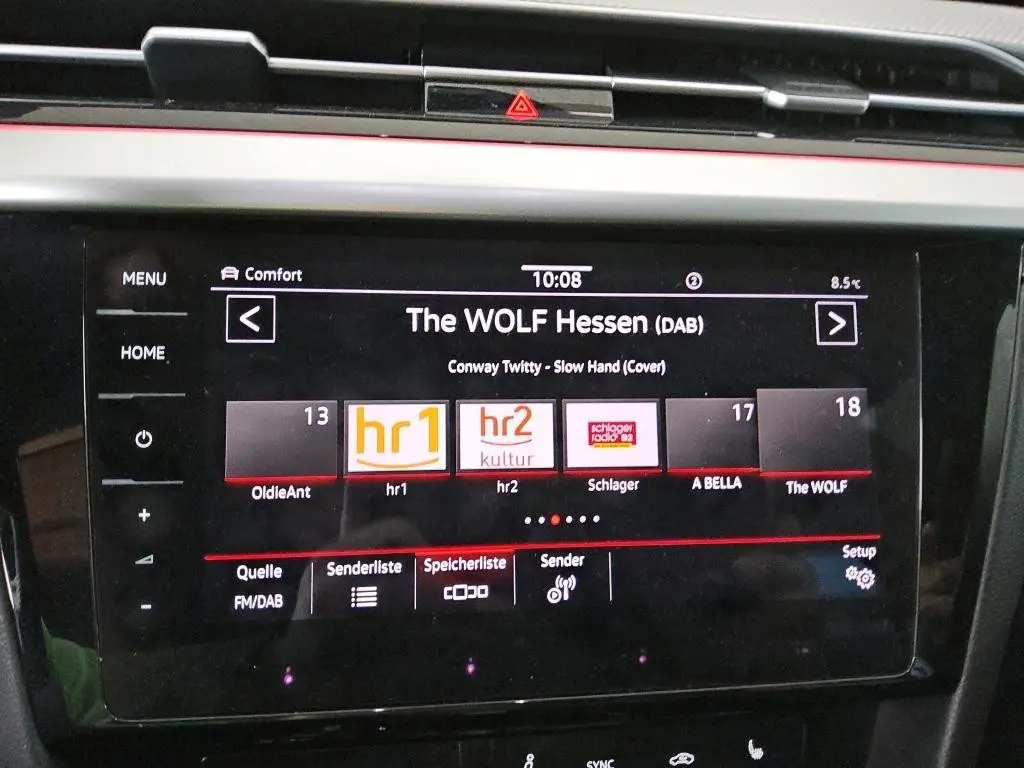 MENU
HOME
+
-
Comfort
10:08
2
8.5°C
<
The WOLF Hessen (DAB)
>
Conway Twitty - Slow Hand (Cover)
13
hr1
hr2
kultur
schlager
radio B2
17
18
OldieAnt
hr1
hr2
Schlager
A BELLA
The WOLF
Quelle
FM/DAB
Senderliste
Speicherliste
Sender
Setup
SYNC